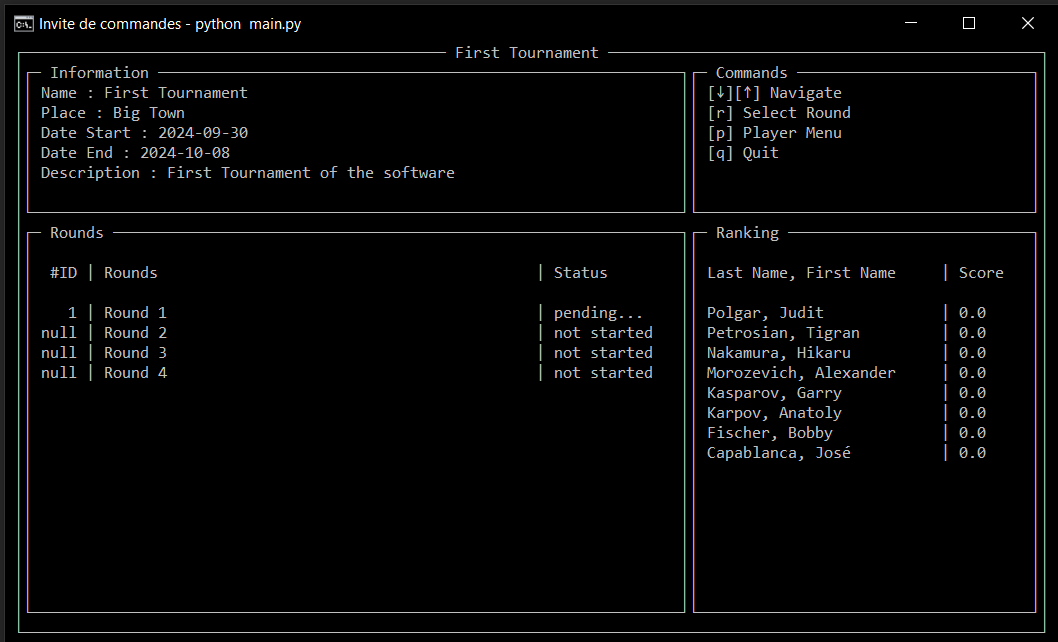 Invite de commandes - python  main.py
First Tournament
Information
Name : First Tournament
Place : Big Town
Date Start : 2024-09-30
Date End : 2024-10-08
Description : First Tournament of the software
Commands
[↓][↑] Navigate
[r] Select Round
[p] Player Menu
[q] Quit
Rounds
#ID | Rounds | Status
1 | Round 1 | pending...
null | Round 2 | not started
null | Round 3 | not started
null | Round 4 | not started
Ranking
Last Name, First Name | Score
Polgar, Judit | 0.0
Petrosian, Tigran | 0.0
Nakamura, Hikaru | 0.0
Morozevich, Alexander | 0.0
Kasparov, Garry | 0.0
Karpov, Anatoly | 0.0
Fischer, Bobby | 0.0
Capablanca, José | 0.0